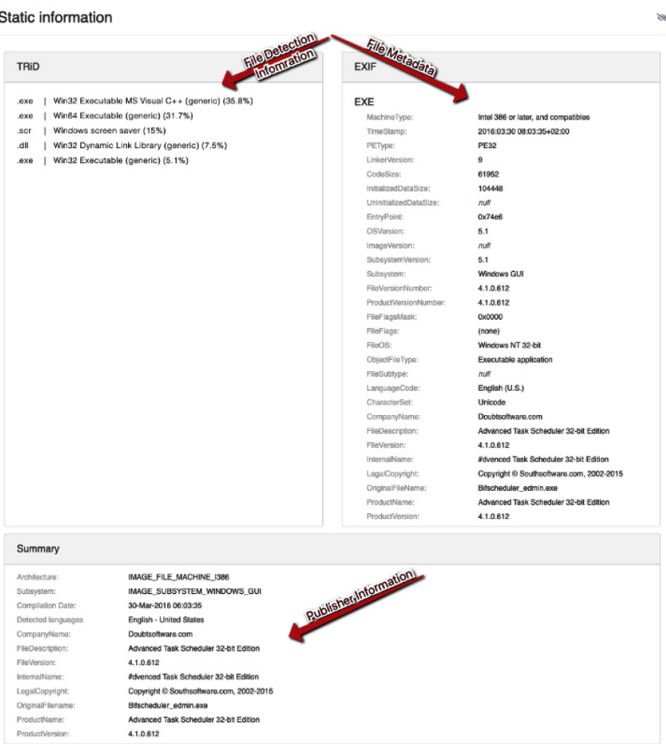 Static information
File Detection
Infomration
File Metadata
TRiD
.exe | Win32 Executable MS Visual C++ (generic) (35.8%)
.exe | Win64 Executable (generic) (31.7%)
.scr | Windows screen saver (15%)
.dll | Win32 Dynamic Link Library (generic) (7.5%)
.exe | Win32 Executable (generic) (5.1%)
EXIF
EXE
MachineType: Intel 386 or later, and compatibles
TimeStamp: 2016:03:30 08:03:35+02:00
PEType: PE32
LinkerVersion: 9
CodeSize: 61952
InitializedDataSize: 104448
UninitializedDataSize: null
EntryPoint: 0x74e6
OSVersion: 5.1
ImageVersion: null
SubsystemVersion: 5.1
Subsystem: Windows GUI
FileVersionNumber: 4.1.0.612
ProductVersionNumber: 4.1.0.612
FileFlagsMask: 0x0000
FileFlags: (none)
FileOS: Windows NT 32-bit
ObjectFileType: Executable application
FileSubtype: null
LanguageCode: English (U.S.)
CharacterSet: Unicode
CompanyName: Doubtsoftware.com
FileDescription: Advanced Task Scheduler 32-bit Edition
FileVersion: 4.1.0.612
InternalName: #dvenced Task Scheduler 32-bit Edition
LegalCopyright: Copyright © Southsoftware.com, 2002-2015
OriginalFileName: Bifscheduler_edmin.exe
ProductName: Advanced Task Scheduler 32-bit Edition
ProductVersion: 4.1.0.612
Summary
Publisher Information
Architecture: IMAGE_FILE_MACHINE_I386
Subsystem: IMAGE_SUBSYSTEM_WINDOWS_GUI
Compilation Date: 30-Mar-2016 06:03:35
Detected languages English - United States
CompanyName: Doubtsoftware.com
FileDescription: Advanced Task Scheduler 32-bit Edition
FileVersion: 4.1.0.612
InternalName: #dvenced Task Scheduler 32-bit Edition
LegalCopyright: Copyright © Southsoftware.com, 2002-2015
OriginalFilename: Bifscheduler_edmin.exe
ProductName: Advanced Task Scheduler 32-bit Edition
ProductVersion: 4.1.0.612